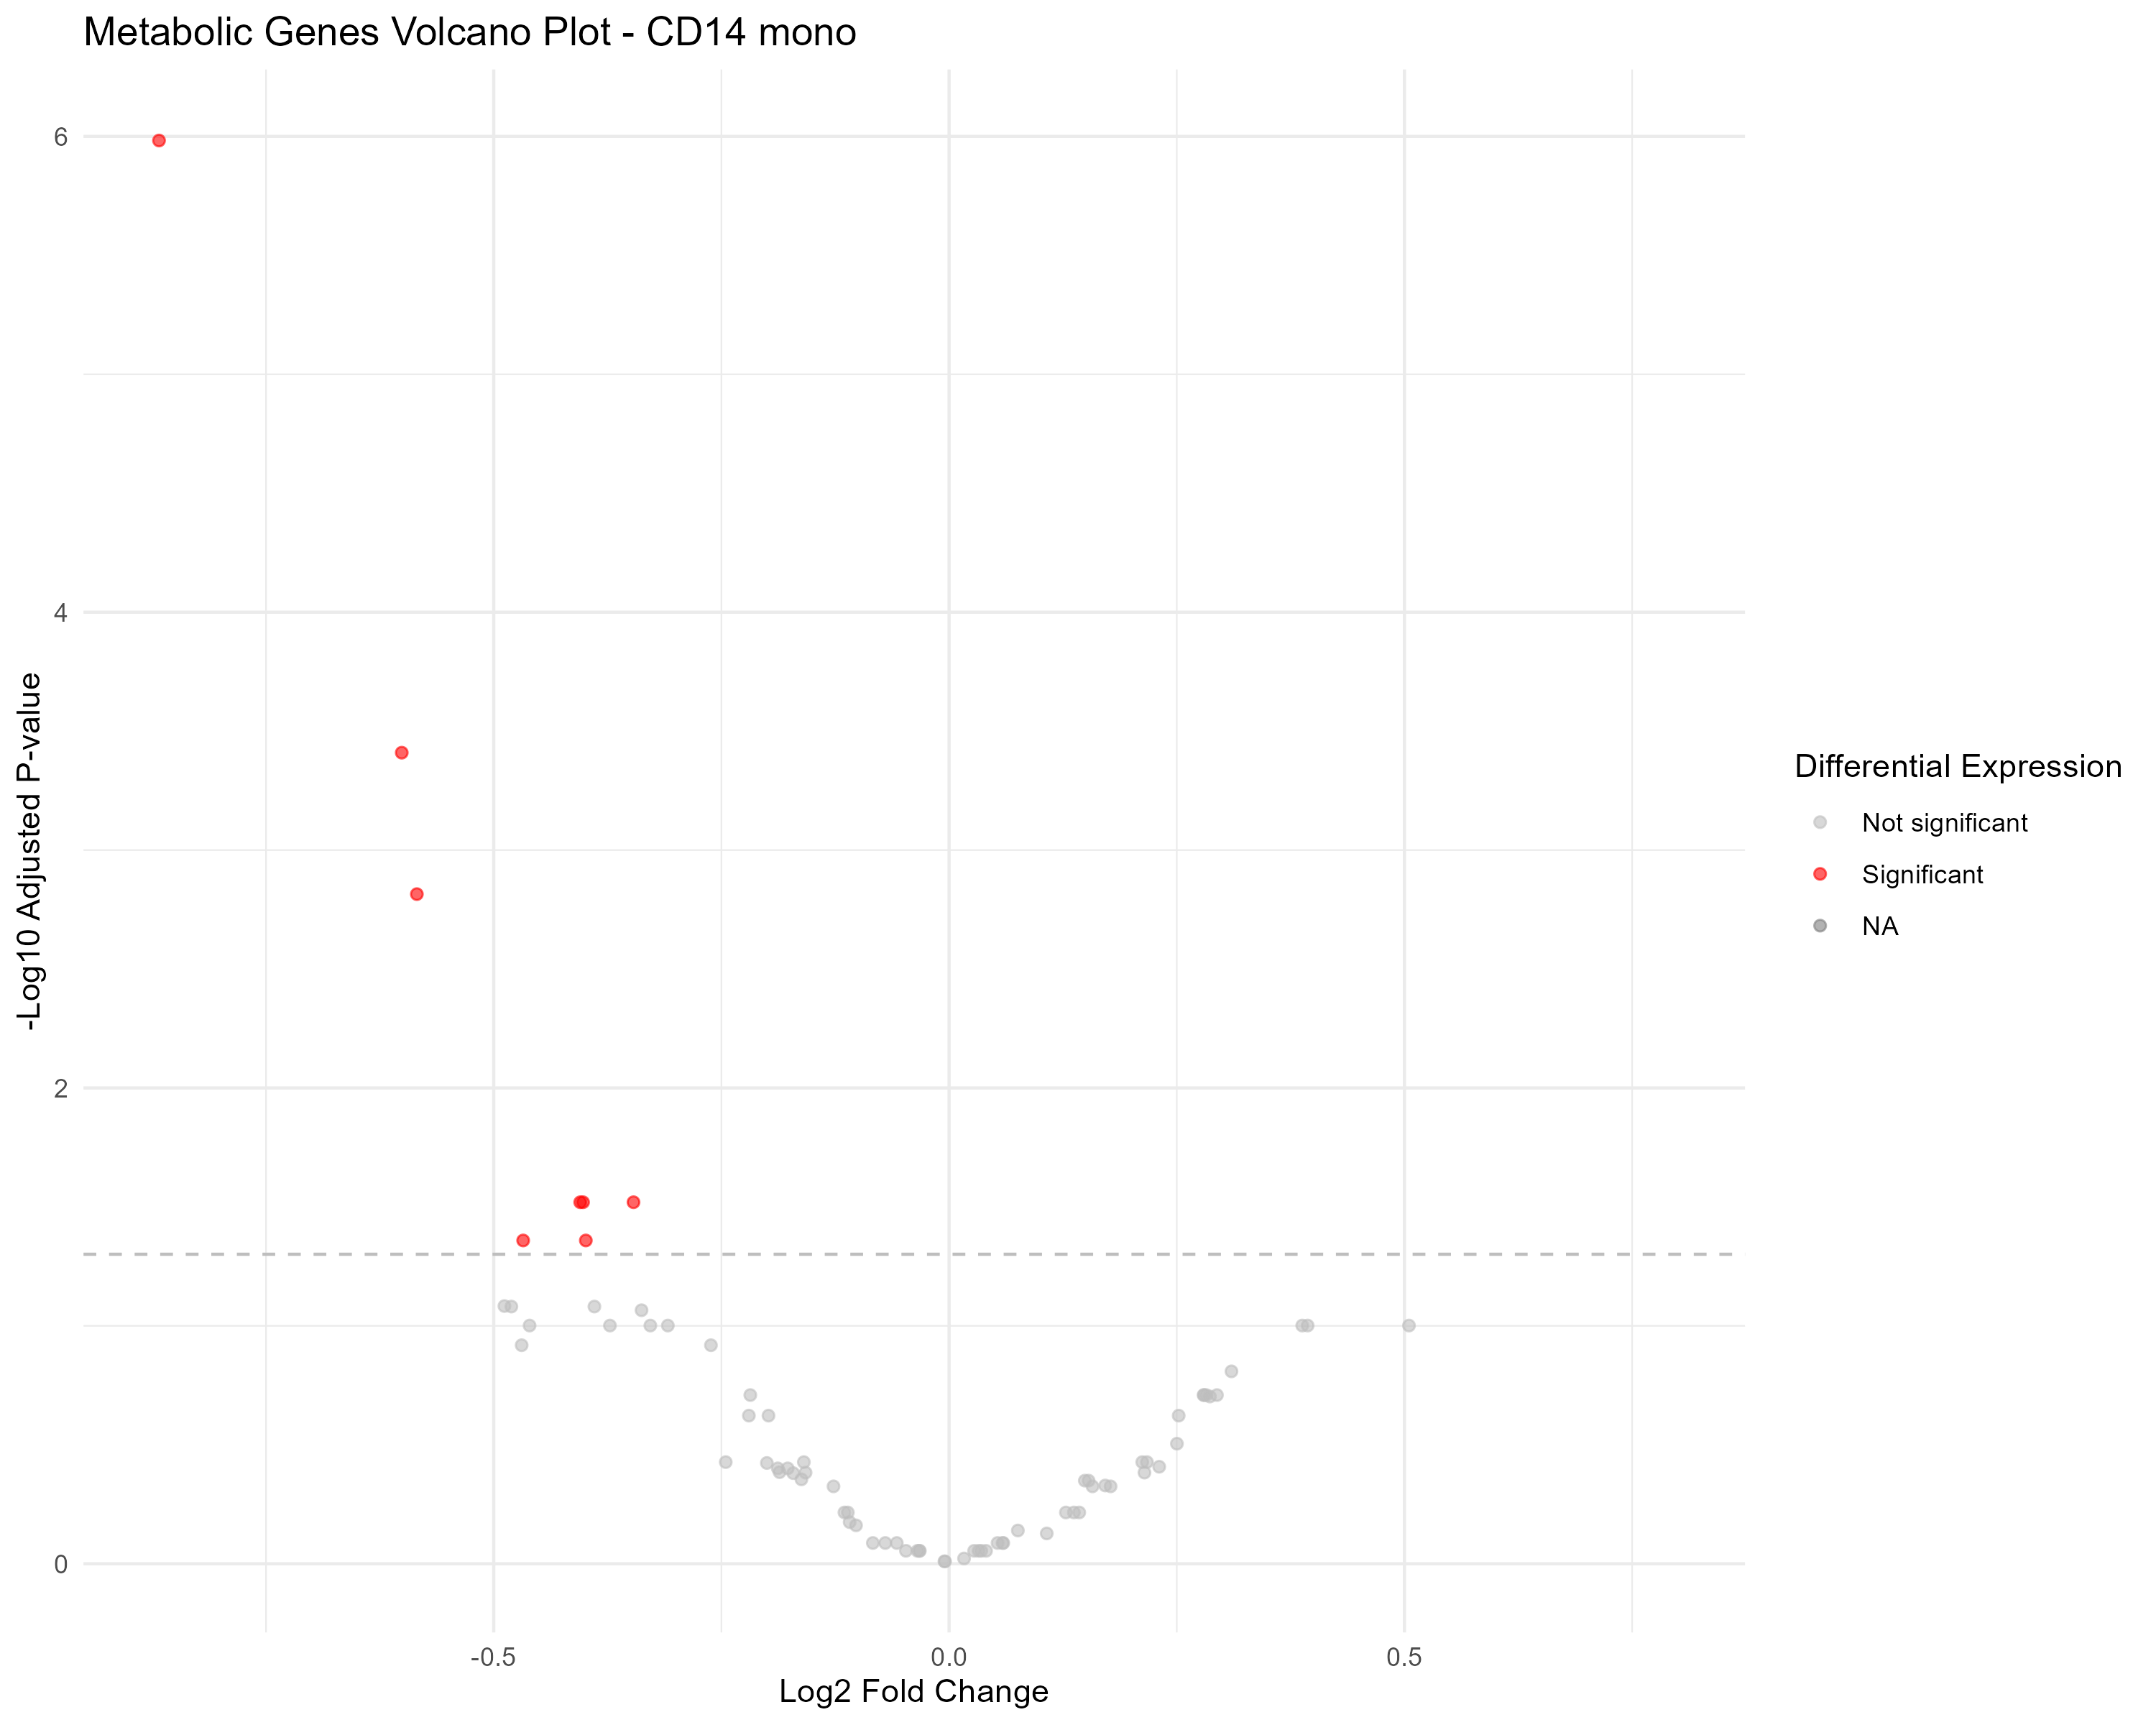 Metabolic Genes Volcano Plot - CD14 mono
6
4
2
0
-Log10 Adjusted P-value
-0.5
0.0
0.5
Log2 Fold Change
Differential Expression
Not significant
Significant
NA